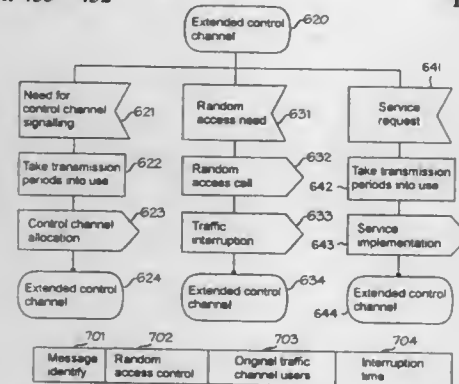 Extended control
channel
620
Need for
control channel
signalling
621
Random
access need
631
641
Service
request
Take transmission
periods into use
622
Random
access call
632
642
Take transmission
periods into use
Control channel
allocation
623
Traffic
interruption
633
643
Service
implementation
Extended control
channel
624
Extended control
channel
634
644
Extended control
channel
701 702 703 704
Message
identify
Random
access control
Original traffic
channel users
Interruption
time